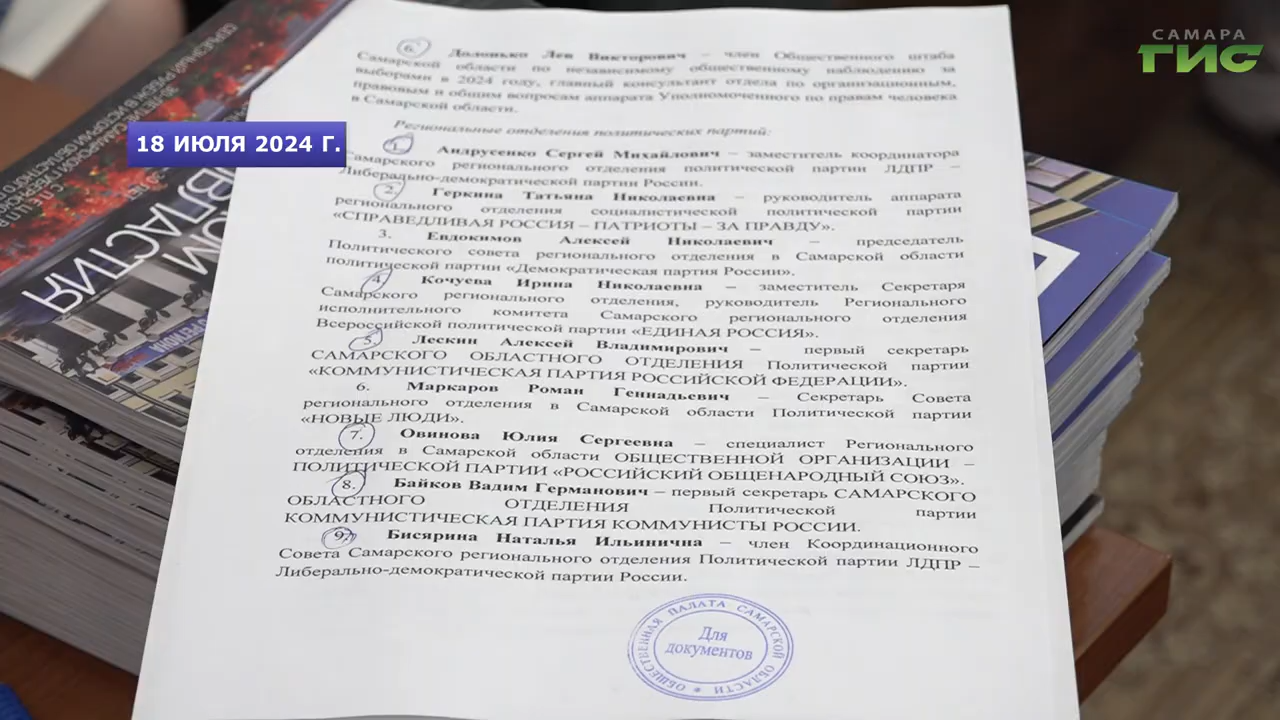 САМАРА
ГИС
18 ИЮЛЯ 2024 Г.
6. Долонько Лев Викторович – член Общественного штаба
Самарской области по независимому общественному наблюдению за
выборами в 2024 году, главный консультант отдела по организационным,
правовым и общим вопросам аппарата Уполномоченного по правам человека
в Самарской области.
Региональные отделения политических партий:
1. Андрусенко Сергей Михайлович – заместитель координатора
Самарского регионального отделения политической партии ЛДПР –
Либерально-демократической партии России.
2. Геркина Татьяна Николаевна – руководитель аппарата
регионального отделения социалистической политической партии
«СПРАВЕДЛИВАЯ РОССИЯ – ПАТРИОТЫ – ЗА ПРАВДУ».
3. Евдокимов Алексей Николаевич – председатель
Политического совета регионального отделения в Самарской области
политической партии «Демократическая партия России».
4. Кочуева Ирина Николаевна – заместитель Секретаря
Самарского регионального отделения, руководитель Регионального
исполнительного комитета Самарского регионального отделения
Всероссийской политической партии «ЕДИНАЯ РОССИЯ».
5. Лескин Алексей Владимирович – первый секретарь
САМАРСКОГО ОБЛАСТНОГО ОТДЕЛЕНИЯ Политической партии
«КОММУНИСТИЧЕСКАЯ ПАРТИЯ РОССИЙСКОЙ ФЕДЕРАЦИИ».
6. Маркаров Роман Геннадьевич – Секретарь Совета
регионального отделения в Самарской области Политической партии
«НОВЫЕ ЛЮДИ».
7. Овинова Юлия Сергеевна – специалист Регионального
отделения в Самарской области ОБЩЕСТВЕННОЙ ОРГАНИЗАЦИИ –
ПОЛИТИЧЕСКОЙ ПАРТИИ «РОССИЙСКИЙ ОБЩЕНАРОДНЫЙ СОЮЗ».
8. Байков Вадим Германович – первый секретарь САМАРСКОГО
ОБЛАСТНОГО ОТДЕЛЕНИЯ Политической партии
КОММУНИСТИЧЕСКАЯ ПАРТИЯ КОММУНИСТЫ РОССИИ.
9. Бисярина Наталья Ильинична – член Координационного
Совета Самарского регионального отделения Политической партии ЛДПР –
Либерально-демократической партии России.
ОБЩЕСТВЕННАЯ ПАЛАТА САМАРСКОЙ ОБЛАСТИ
Для
документов